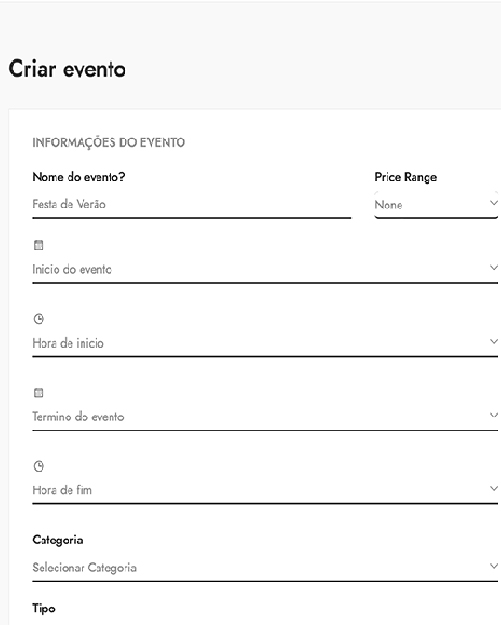 Criar evento
INFORMAÇÕES DO EVENTO
Nome do evento?
Price Range
Festa de Verão
None
Inicio do evento
Hora de inicio
Termino do evento
Hora de fim
Categoria
Selecionar Categoria
Tipo